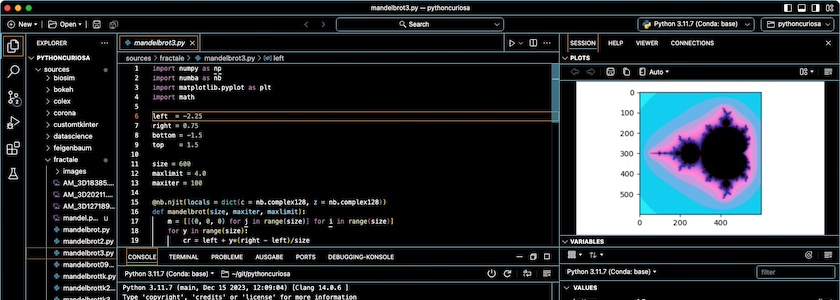 mandelbrot3.py — pythoncuriosa
New
Open
Search
Python 3.11.7 (Conda: base)
pythoncuriosa
EXPLORER
PYTHONCURIOSA
sources
biosim
bokeh
colex
corona
customtkinter
datascience
feigenbaum
fractale
images
AM_3D18385....
AM_3D20211....
AM_3D127189...
mandel.p... U
mandelbrot.py
mandelbrot2.py
mandelbrot3.py
mandelbrot09...
mandelbrottk.py
mandelbrottk2...
mandelbrottk3...
mandelbrot3.py
sources > fractale > mandelbrot3.py > left
1 import numpy as np
2 import numba as nb
3 import matplotlib.pyplot as plt
4 import math
5
6 left = -2.25
7 right = 0.75
8 bottom = -1.5
9 top = 1.5
10
11 size = 600
12 maxlimit = 4.0
13 maxiter = 100
14
15 @nb.njit(locals = dict(c = nb.complex128, z = nb.complex128))
16 def mandelbrot(size, maxiter, maxlimit):
17 m = [[(0, 0, 0) for j in range(size)] for i in range(size)]
18 for y in range(size):
19 cr = left + y*(right - left)/size
CONSOLE TERMINAL PROBLEME AUSGABE PORTS DEBUGGING-KONSOLE
Python 3.11.7 (Conda: base) ~/git/pythoncuriosa
Python 3.11.7 (main, Dec 15 2023, 12:09:04) [Clang 14.0.6 ]
Type 'copyright', 'credits' or 'license' for more information
SESSION HELP VIEWER CONNECTIONS
PLOTS
Auto
0
100
200
300
400
500
0 200 400
VARIABLES
Python 3.11.7 (Conda: base)
filter
VALUES